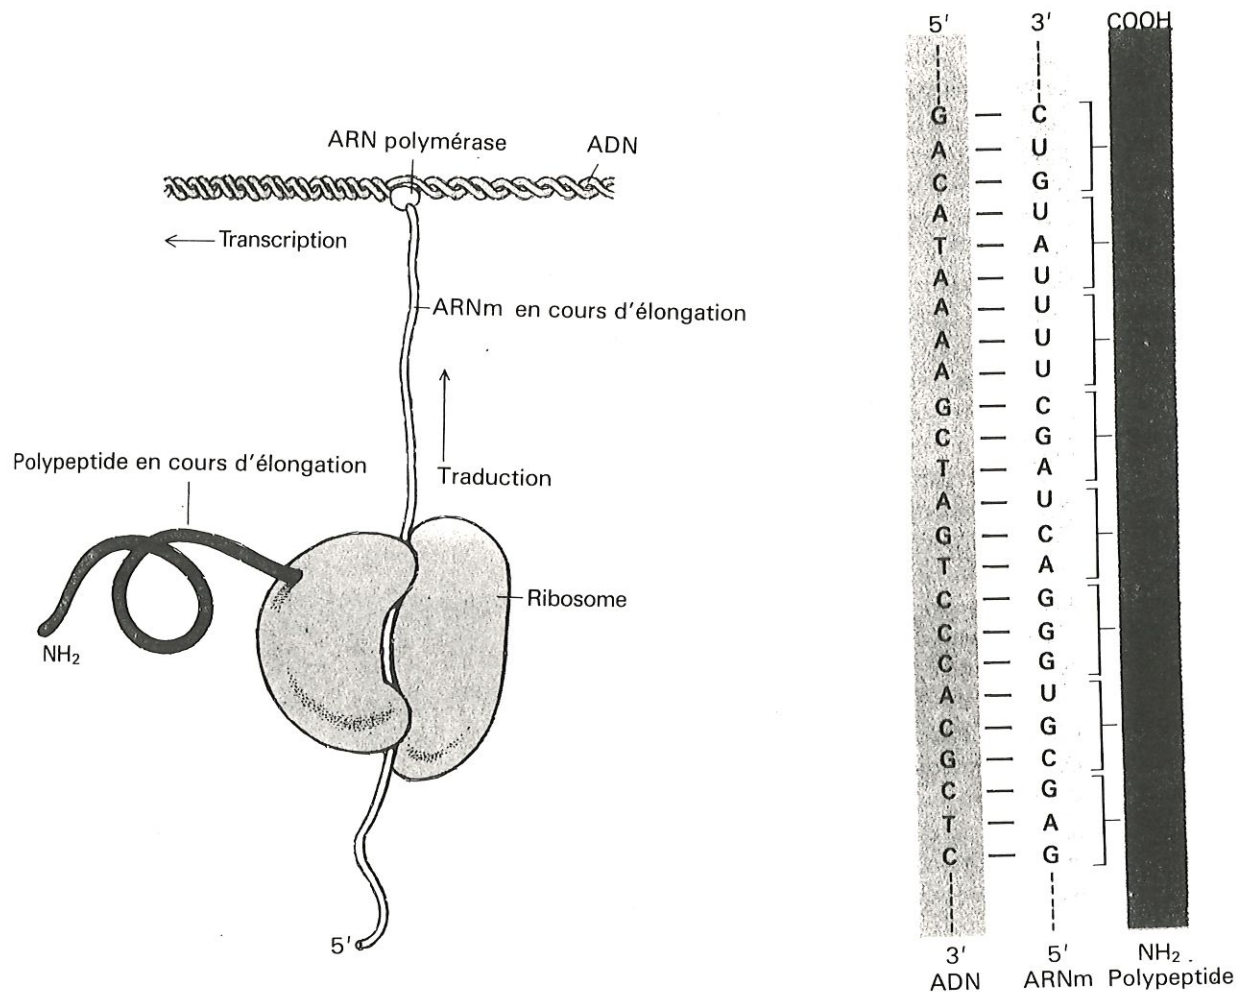 ARN polymérase
ADN
← Transcription
ARNm en cours d'élongation
Polypeptide en cours d'élongation
Traduction
Ribosome
NH₂
5'
5' 3' COOH
G — C
A — U
C — G
A — U
T — A
A — U
A — U
A — U
A — U
G — C
C — G
T — A
A — U
G — C
T — A
C — G
C — G
C — G
A — U
C — G
G — C
C — G
T — A
C — G
3' 5' NH₂
ADN ARNm Polypeptide